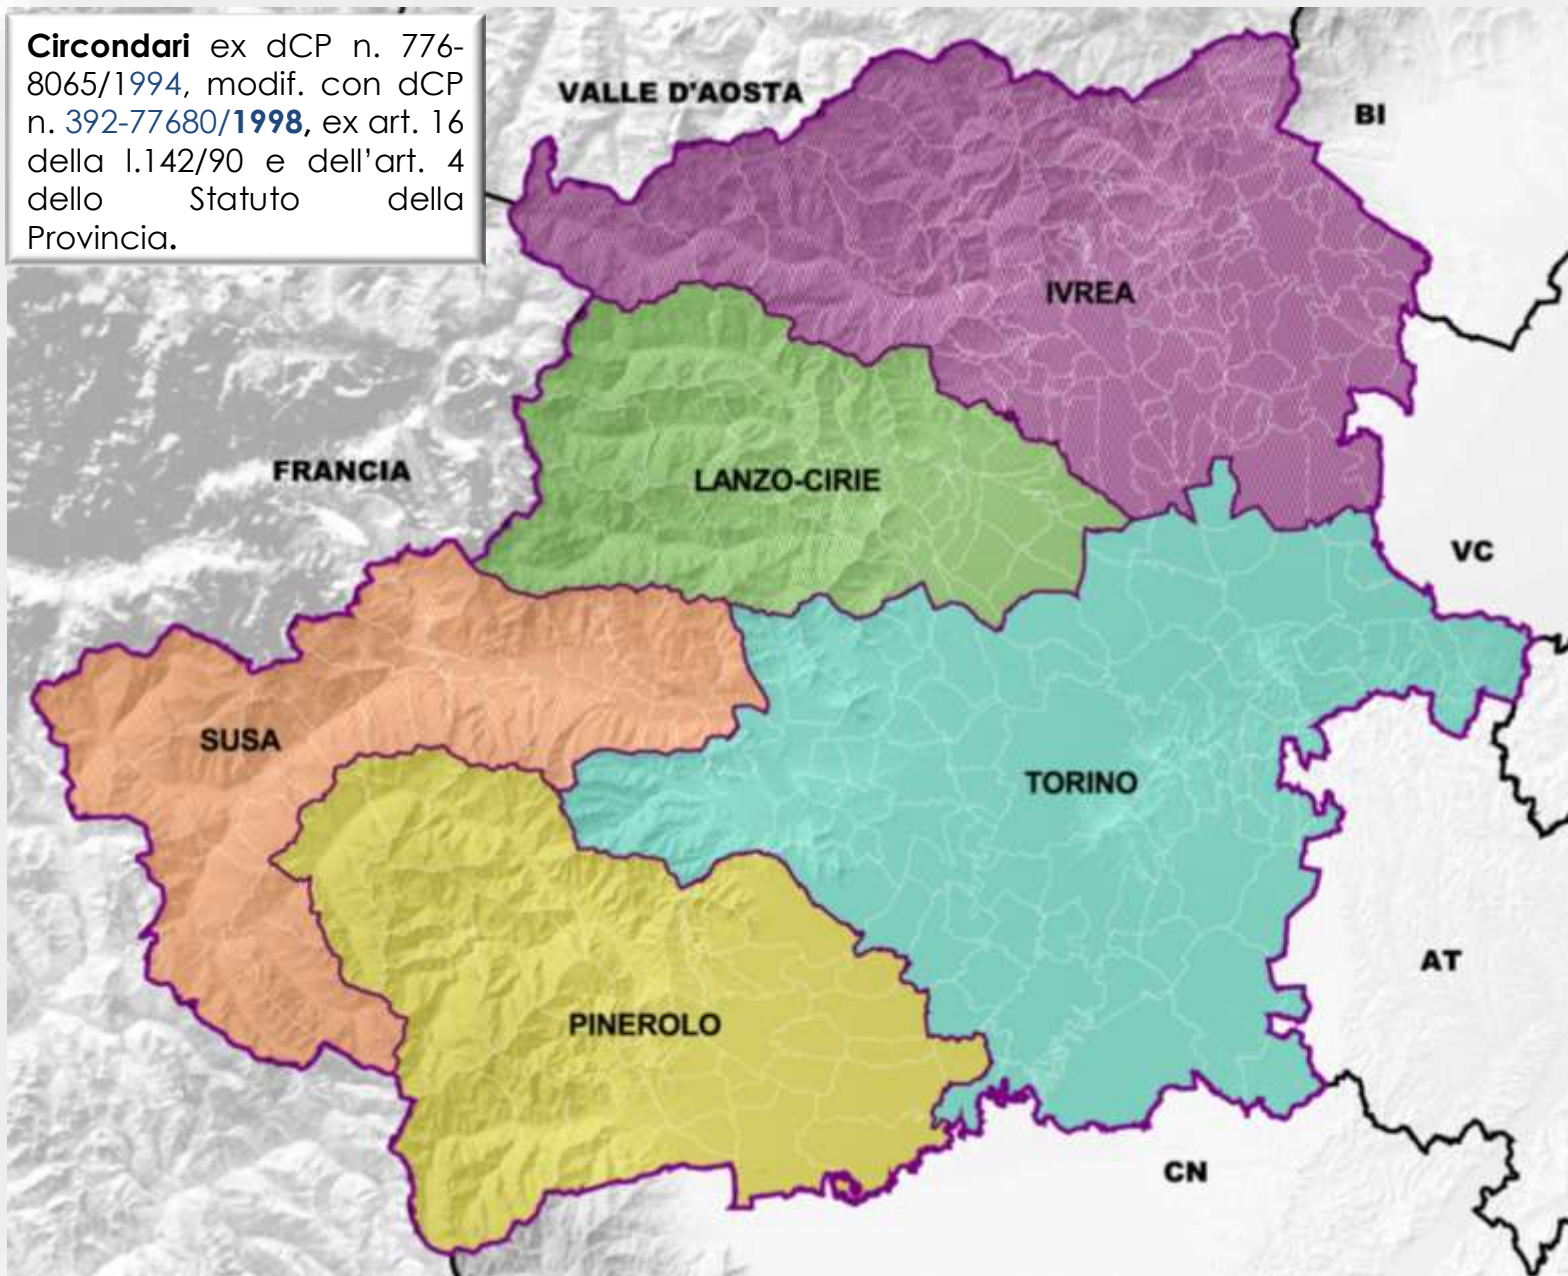 Circondari ex dCP n. 776-
8065/1994, modif. con dCP
n. 392-77680/1998, ex art. 16
della l.142/90 e dell’art. 4
dello Statuto della
Provincia.
VALLE D'AOSTA
BI
IVREA
FRANCIA
LANZO-CIRIE
VC
SUSA
TORINO
AT
PINEROLO
CN